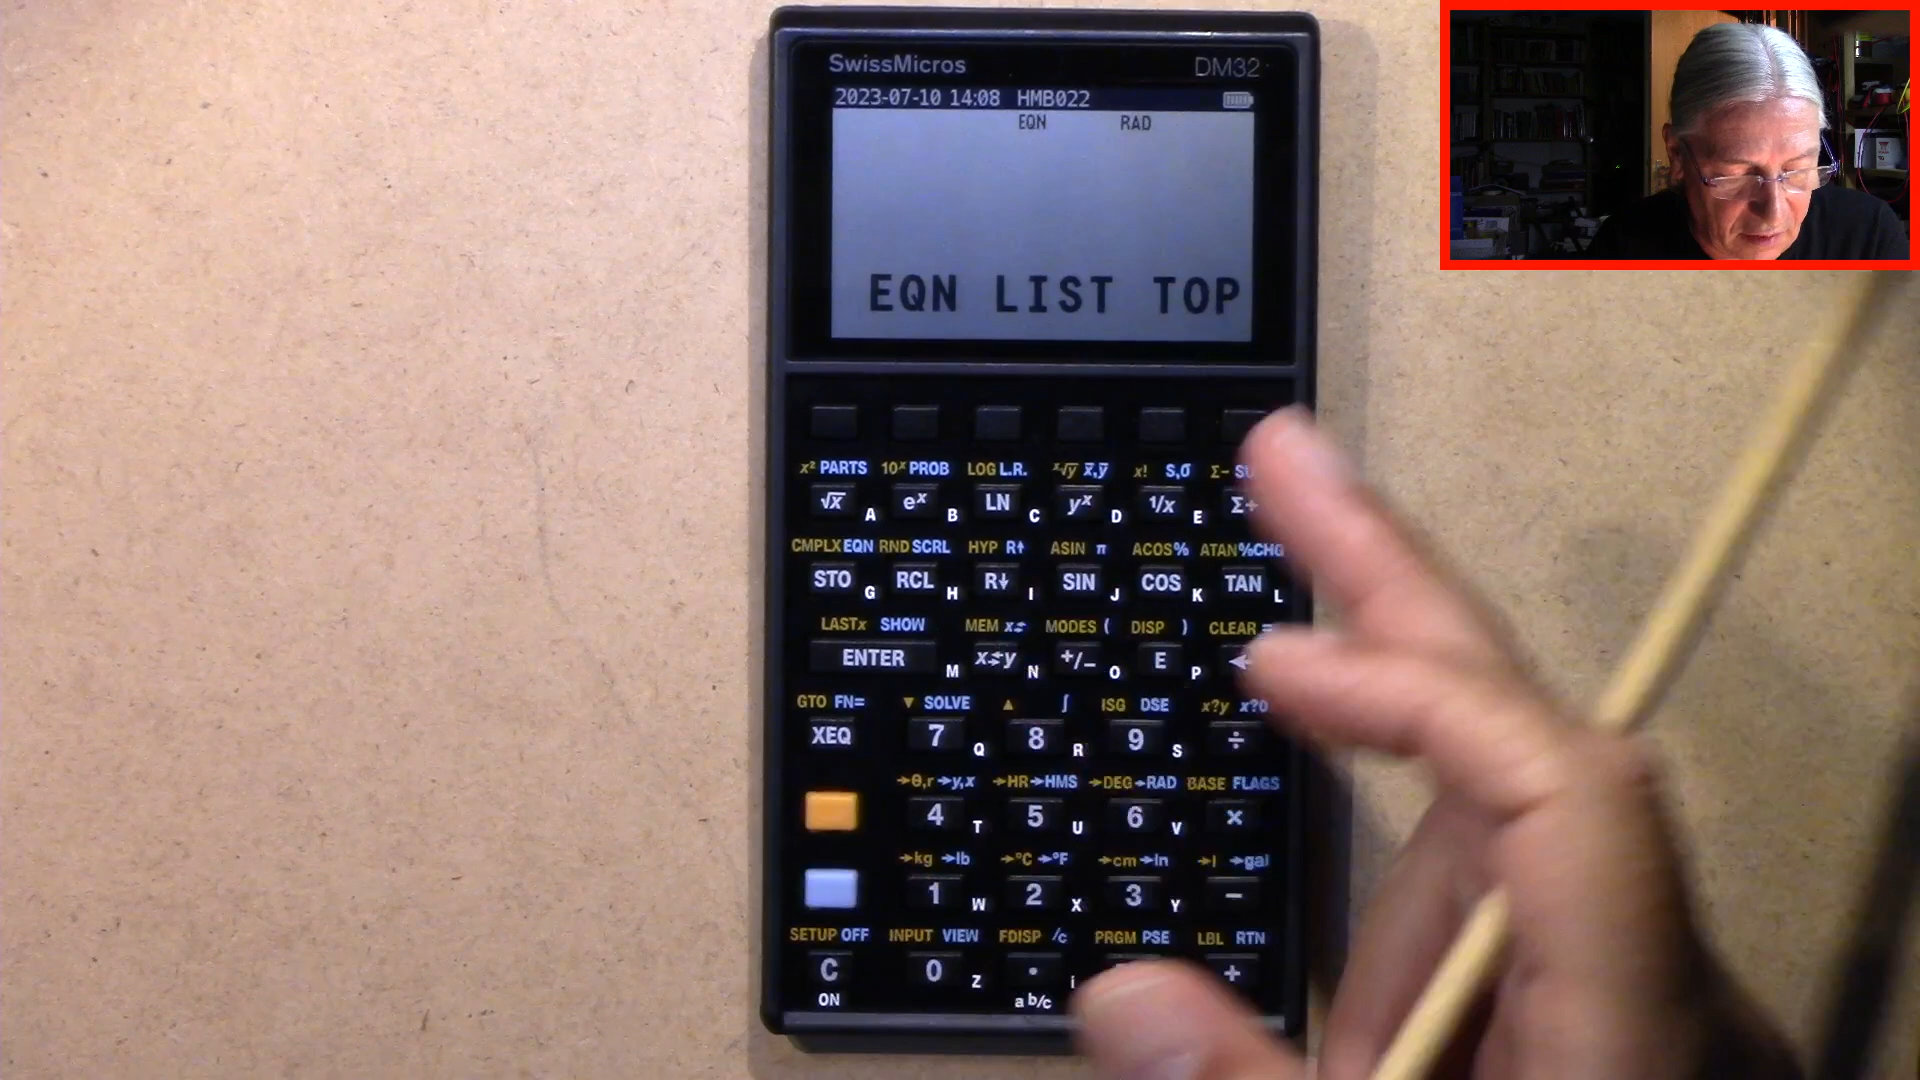 SwissMicros DM32
2023-07-10 14:08 HMB022
EQN RAD
EQN LIST TOP
x² PARTS 10ˣ PROB LOG L.R. ˣ√y x̄,ȳ x! S,σ Σ−
√x A eˣ B LN C yˣ D 1/x E Σ+
CMPLX EQN RND SCRL HYP R↑ ASIN π ACOS % ATAN %CHG
STO G RCL H R↓ I SIN J COS K TAN L
LASTx SHOW MEM x⇄ MODES ( DISP ) CLEAR =
ENTER M x⇄y N +/− O E P ←
GTO FN= ▼ SOLVE ▲ ∫ ISG DSE x?y x?0
XEQ 7 Q 8 R 9 S ÷
→θ,r →y,x →HR →HMS →DEG →RAD BASE FLAGS
4 T 5 U 6 V ×
→kg →lb →°C →°F →cm →in →l →gal
1 W 2 X 3 Y −
SETUP OFF INPUT VIEW FDISP /c PRGM PSE LBL RTN
C 0 Z . i +
ON a b/c